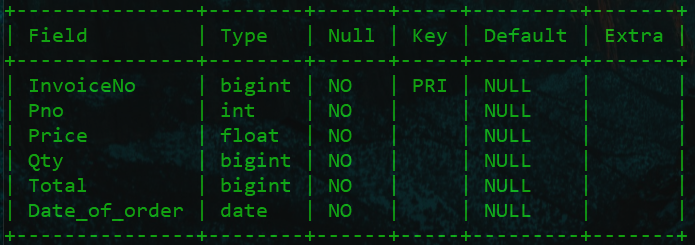 +----------------+--------+------+-----+---------+-------+
| Field          | Type   | Null | Key | Default | Extra |
+----------------+--------+------+-----+---------+-------+
| InvoiceNo      | bigint | NO   | PRI | NULL    |       |
| Pno            | int    | NO   |     | NULL    |       |
| Price          | float  | NO   |     | NULL    |       |
| Qty            | bigint | NO   |     | NULL    |       |
| Total          | bigint | NO   |     | NULL    |       |
| Date_of_order  | date   | NO   |     | NULL    |       |
+----------------+--------+------+-----+---------+-------+